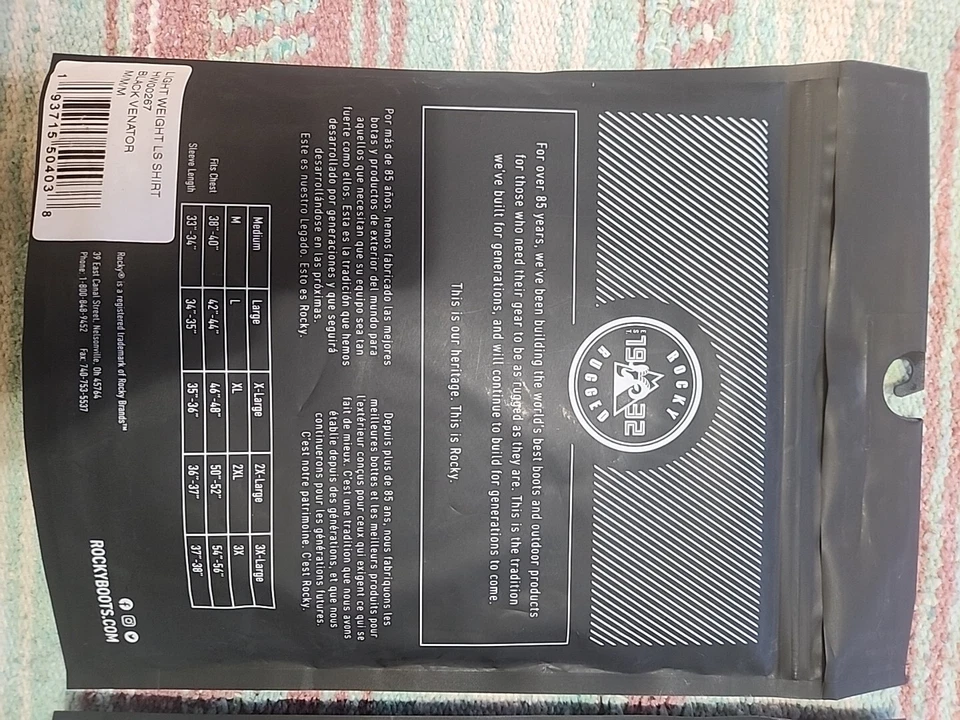 ROCKY
EST
1932
RUGGED
For over 85 years, we've been building the world's best boots and outdoor products
for those who need their gear to be as rugged as they are. This is the tradition
we've built for generations, and will continue to build for generations to come.
This is our heritage. This is Rocky.
Por más de 85 años, hemos fabricado las mejores
botas y productos de exterior del mundo para
aquellos que necesitan que su equipo sea tan
fuerte como ellos. Esta es la tradición que hemos
desarrollado por generaciones y que seguirá
desarrollándose en las próximas.
Este es nuestro Legado. Esto es Rocky.
Depuis plus de 85 ans, nous fabriquons les
meilleures bottes et les meilleurs produits pour
l'extérieur conçus pour ceux qui exigent ce qui se
fait de mieux. C'est une tradition que nous avons
établie depuis des générations, et que nous
continuerons pour les générations futures.
C'est notre patrimoine. C'est Rocky.
Medium Large X-Large 2X-Large 3X-Large
M L XL 2XL 3X
Fits Chest 38"-40" 42"-44" 46"-48" 50"-52" 54"-56"
Sleeve Length 33"-34" 34"-35" 35"-36" 36"-37" 37"-38"
LIGHT WEIGHT LS SHIRT
HW00267
BLACK VENATOR
M/M/M
1 93715 50403 8
Rocky® is a registered trademark of Rocky Brands™
39 East Canal Street, Nelsonville, Oh 45764
Phone: 1-800-848-9452 Fax: 740-753-5537
ROCKYBOOTS.COM